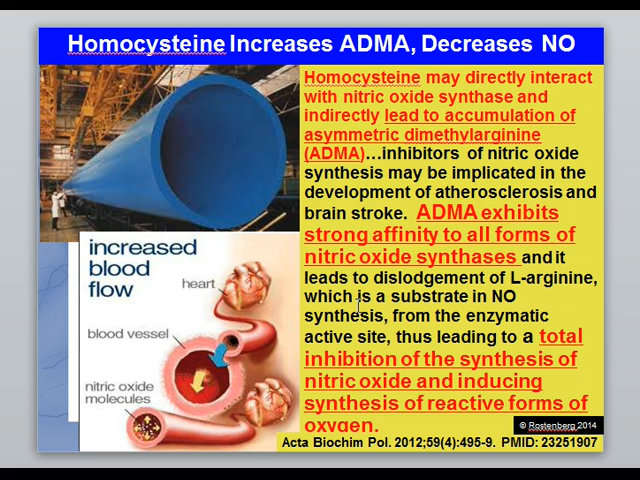 Homocysteine Increases ADMA, Decreases NO
Homocysteine may directly interact
with nitric oxide synthase and
indirectly lead to accumulation of
asymmetric dimethylarginine
(ADMA)…inhibitors of nitric oxide
synthesis may be implicated in the
development of atherosclerosis and
brain stroke. ADMA exhibits
strong affinity to all forms of
nitric oxide synthases and it
leads to dislodgement of L-arginine,
which is a substrate in NO
synthesis, from the enzymatic
active site, thus leading to a total
inhibition of the synthesis of
nitric oxide and inducing
synthesis of reactive forms of
oxygen.
increased
blood
flow
heart
blood vessel
nitric oxide
molecules
© Rostenberg 2014
Acta Biochim Pol. 2012;59(4):495-9. PMID: 23251907